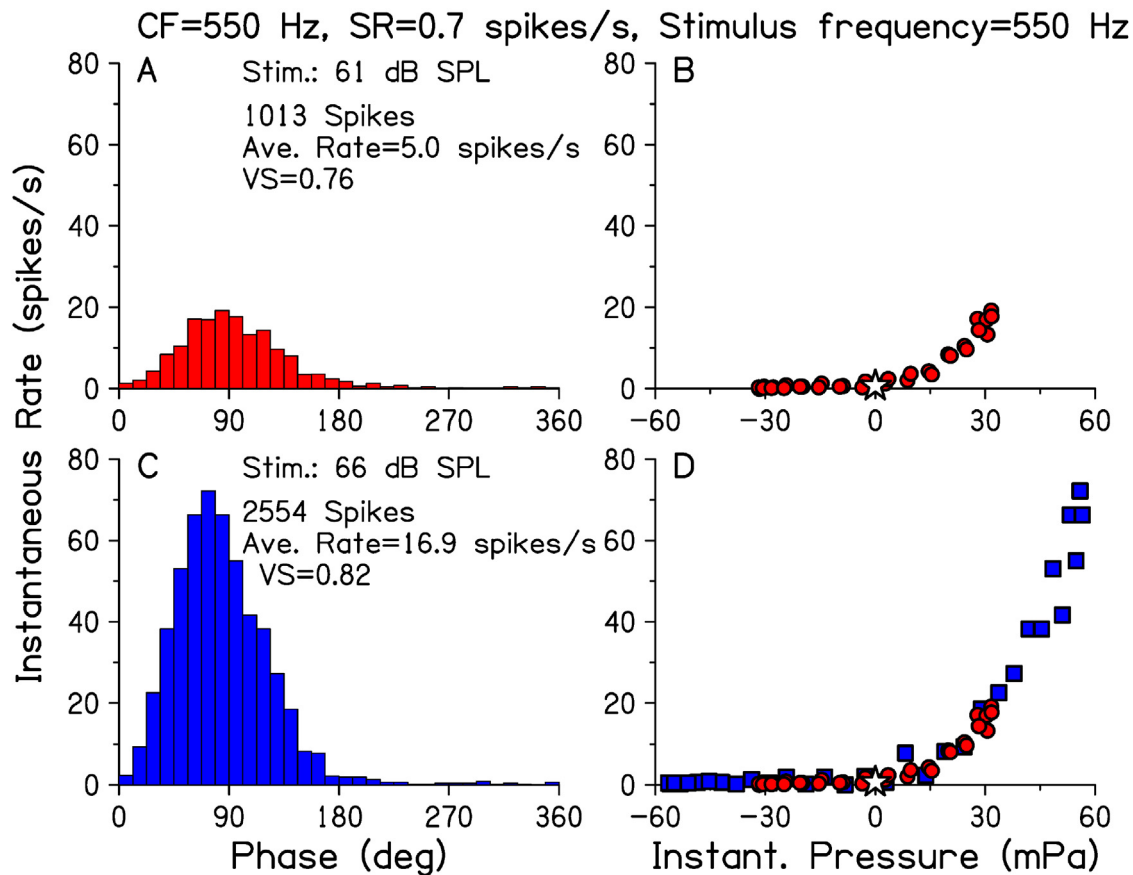 CF=550 Hz, SR=0.7 spikes/s, Stimulus frequency=550 Hz
A
Stim.: 61 dB SPL
1013 Spikes
Ave. Rate=5.0 spikes/s
VS=0.76
80
60
40
20
0
0 90 180 270 360
B
80
60
40
20
0
−60 −30 0 30 60
C
Stim.: 66 dB SPL
2554 Spikes
Ave. Rate=16.9 spikes/s
VS=0.82
80
60
40
20
0
0 90 180 270 360
D
80
60
40
20
0
−60 −30 0 30 60
Instantaneous Rate (spikes/s)
Phase (deg)
Instant. Pressure (mPa)